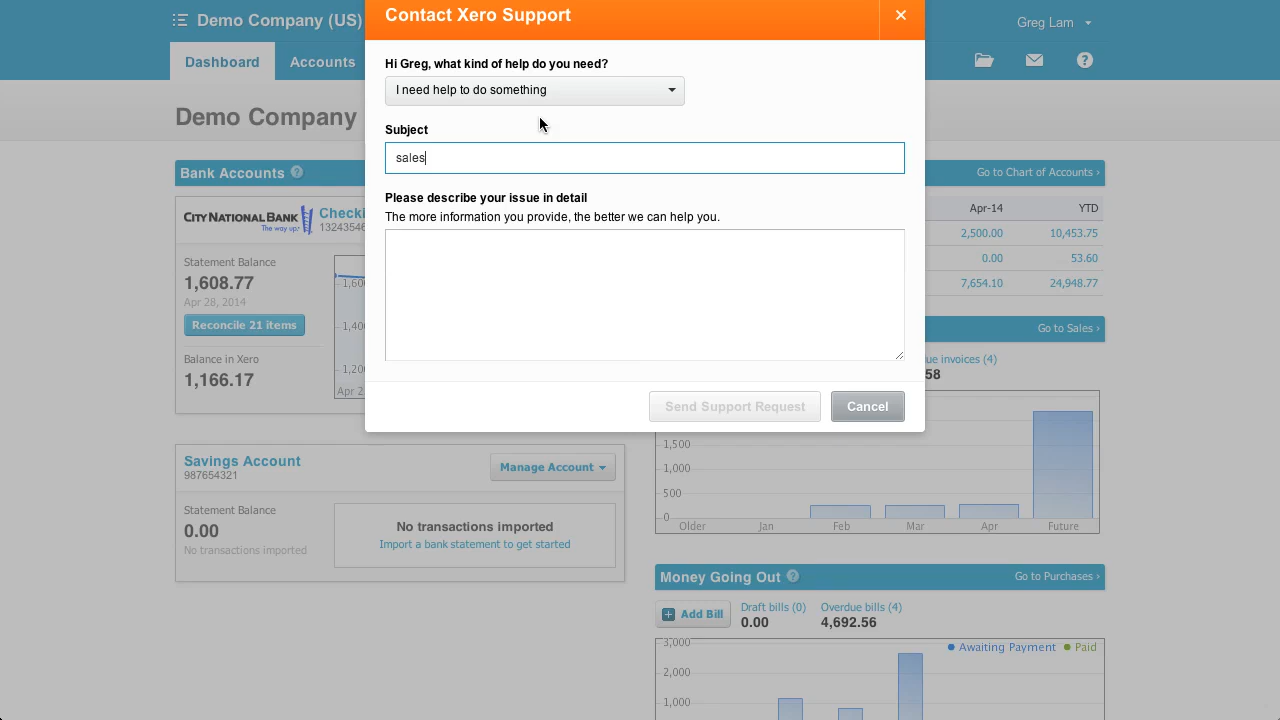 Demo Company (US)
Contact Xero Support
Greg Lam
Dashboard
Accounts
Demo Company
Hi Greg, what kind of help do you need?
I need help to do something
Subject
sales
Please describe your issue in detail
The more information you provide, the better we can help you.
Send Support Request
Cancel
Bank Accounts
CITY NATIONAL BANK
The way up.
Checki
13243546
Statement Balance
1,608.77
Apr 28, 2014
Reconcile 21 items
Balance in Xero
1,166.17
1,60
1,40
1,20
Apr 2
Savings Account
987654321
Manage Account
Statement Balance
0.00
No transactions imported
No transactions imported
Import a bank statement to get started
Go to Chart of Accounts ›
Apr-14 YTD
2,500.00 10,453.75
0.00 53.60
7,654.10 24,948.77
Go to Sales ›
ue invoices (4)
58
1,500
1,000
500
0
Older Jan Feb Mar Apr Future
Money Going Out
Go to Purchases ›
Add Bill
Draft bills (0)
0.00
Overdue bills (4)
4,692.56
Awaiting Payment Paid
3,000
2,000
1,000